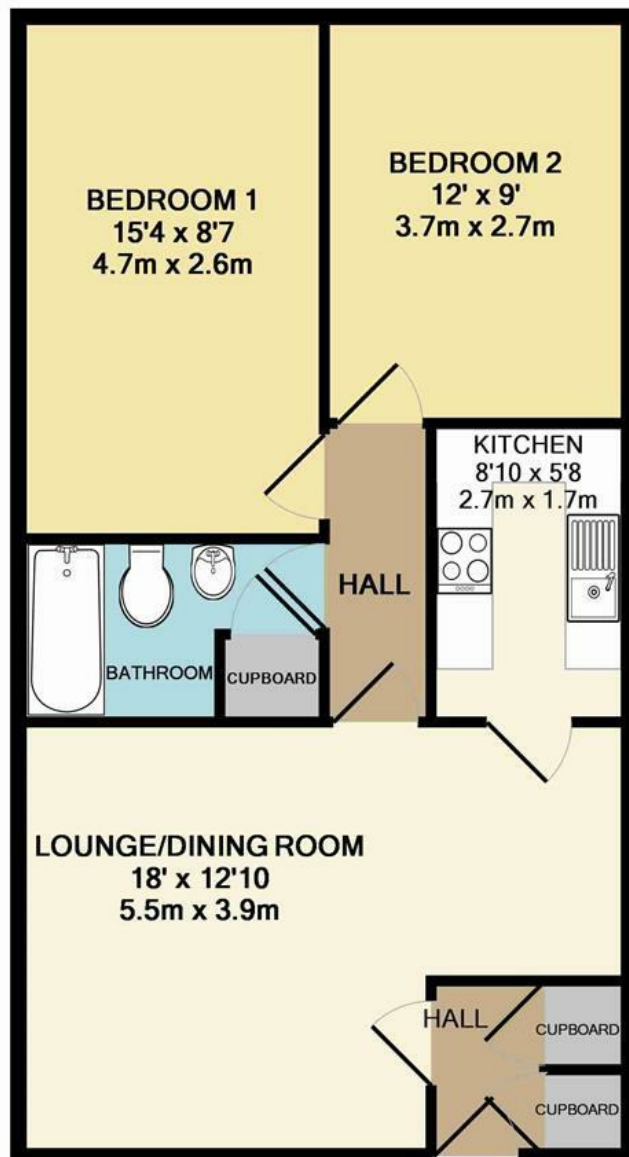 BEDROOM 1
15'4 x 8'7
4.7m x 2.6m
BEDROOM 2
12' x 9'
3.7m x 2.7m
KITCHEN
8'10 x 5'8
2.7m x 1.7m
HALL
BATHROOM
CUPBOARD
LOUNGE/DINING ROOM
18' x 12'10
5.5m x 3.9m
HALL
CUPBOARD
CUPBOARD